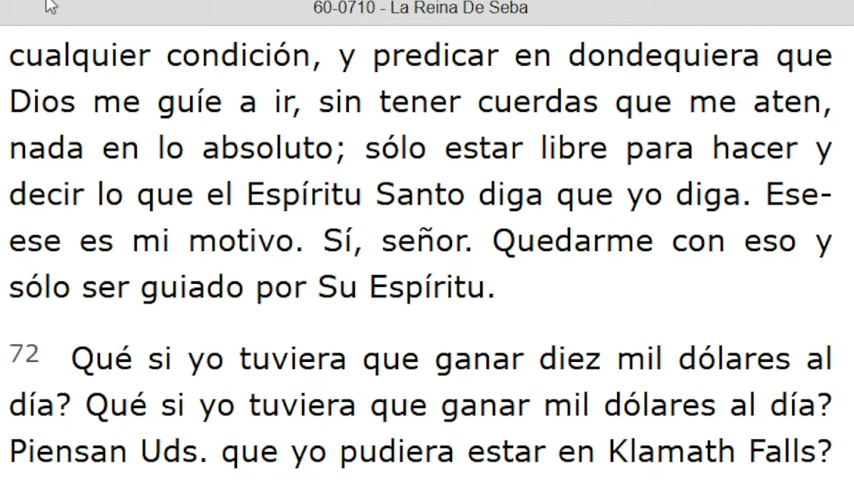 60-0710 - La Reina De Seba
cualquier condición, y predicar en dondequiera que
Dios me guíe a ir, sin tener cuerdas que me aten,
nada en lo absoluto; sólo estar libre para hacer y
decir lo que el Espíritu Santo diga que yo diga. Ese-
ese es mi motivo. Sí, señor. Quedarme con eso y
sólo ser guiado por Su Espíritu.
72 Qué si yo tuviera que ganar diez mil dólares al
día? Qué si yo tuviera que ganar mil dólares al día?
Piensan Uds. que yo pudiera estar en Klamath Falls?